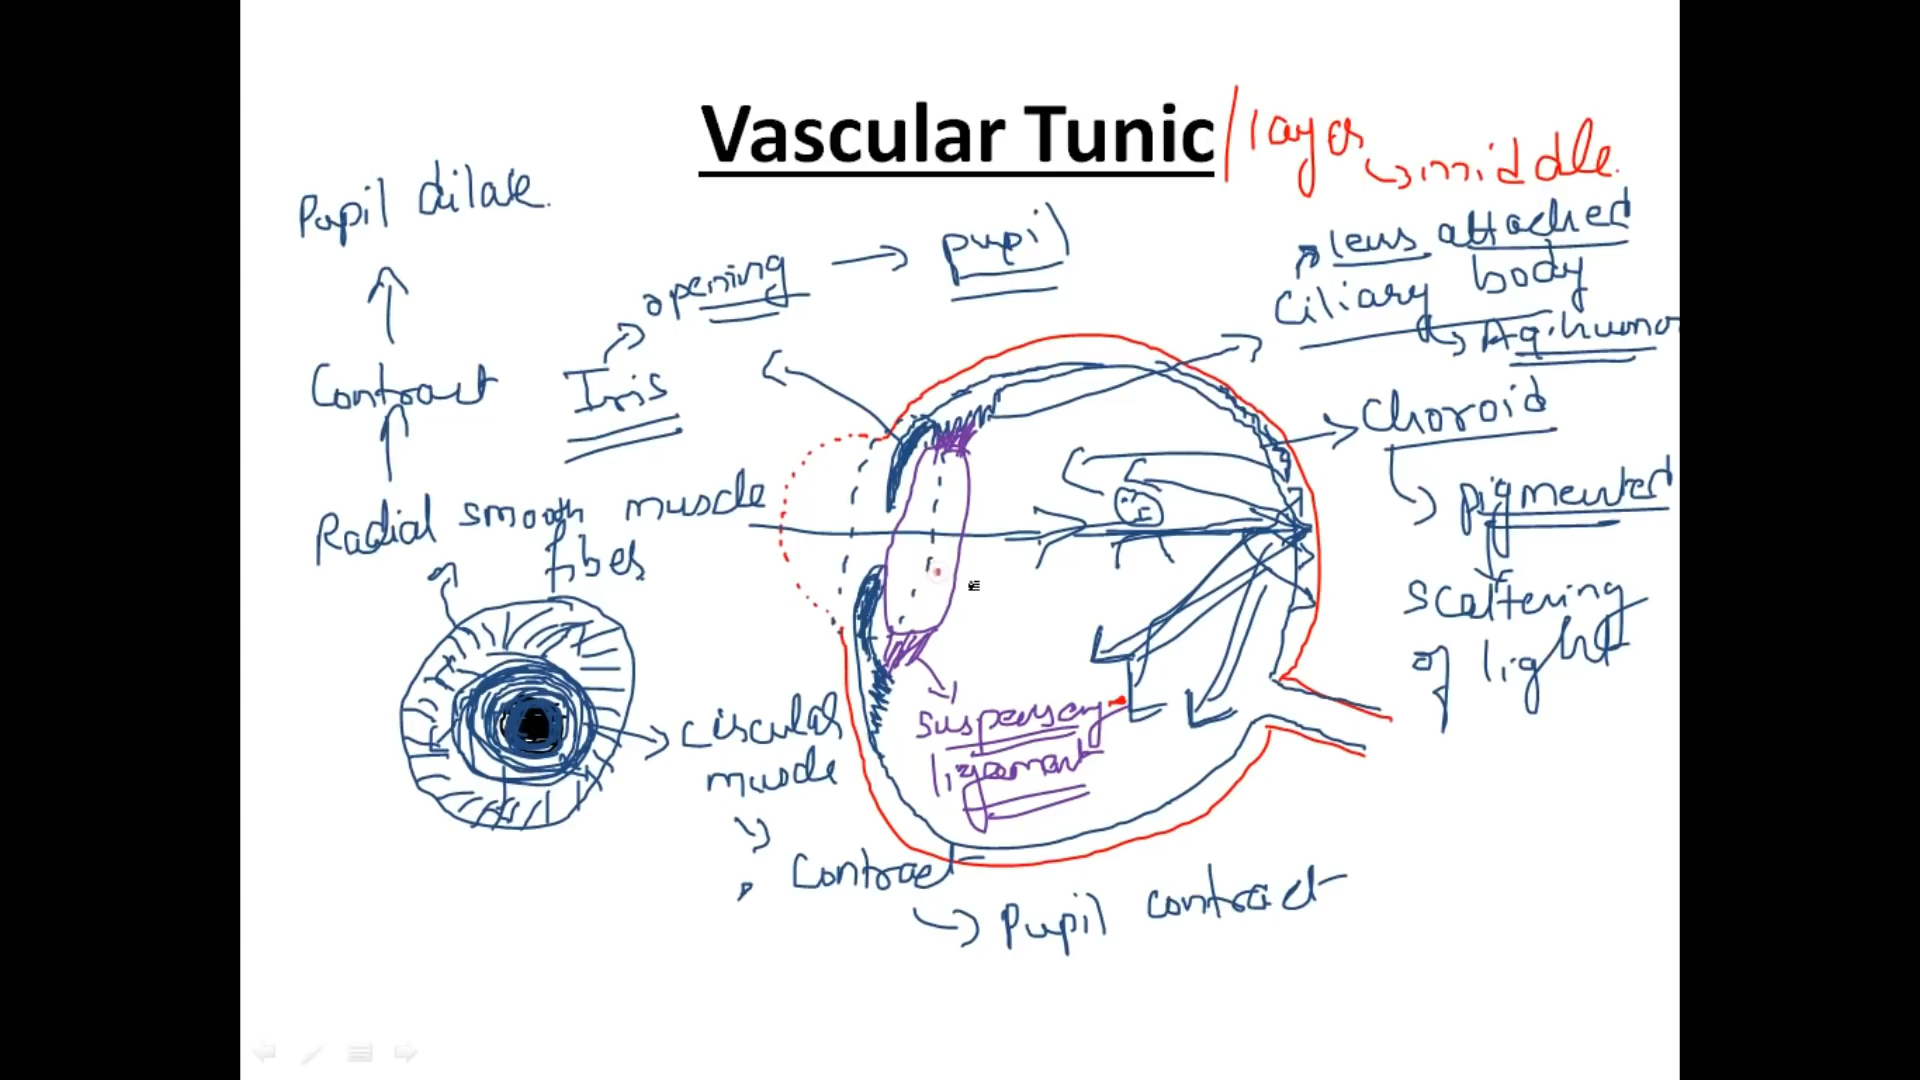 Vascular Tunic/layer
→ middle.
Pupil dilate.
opening → pupil
lens attached
Ciliary body
→ Aq. humo
Contract
Iris
Choroid
→ pigmented
Radial smooth muscle
fibes
scattering
of light
circular
muscle
suspensory
ligament
Contract
→ Pupil contract